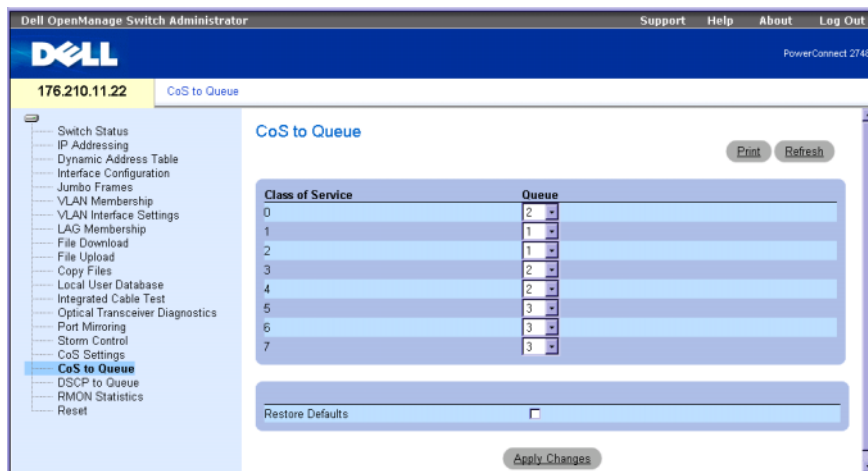 Dell OpenManage Switch Administrator Support Help About Log Out
DELL
PowerConnect 2748
176.210.11.22 CoS to Queue
Switch Status
IP Addressing
Dynamic Address Table
Interface Configuration
Jumbo Frames
VLAN Membership
VLAN Interface Settings
LAG Membership
File Download
File Upload
Copy Files
Local User Database
Integrated Cable Test
Optical Transceiver Diagnostics
Port Mirroring
Storm Control
CoS Settings
CoS to Queue
DSCP to Queue
RMON Statistics
Reset
CoS to Queue
Print Refresh
Class of Service Queue
0 2
1 1
2 1
3 2
4 2
5 3
6 3
7 3
Restore Defaults
Apply Changes